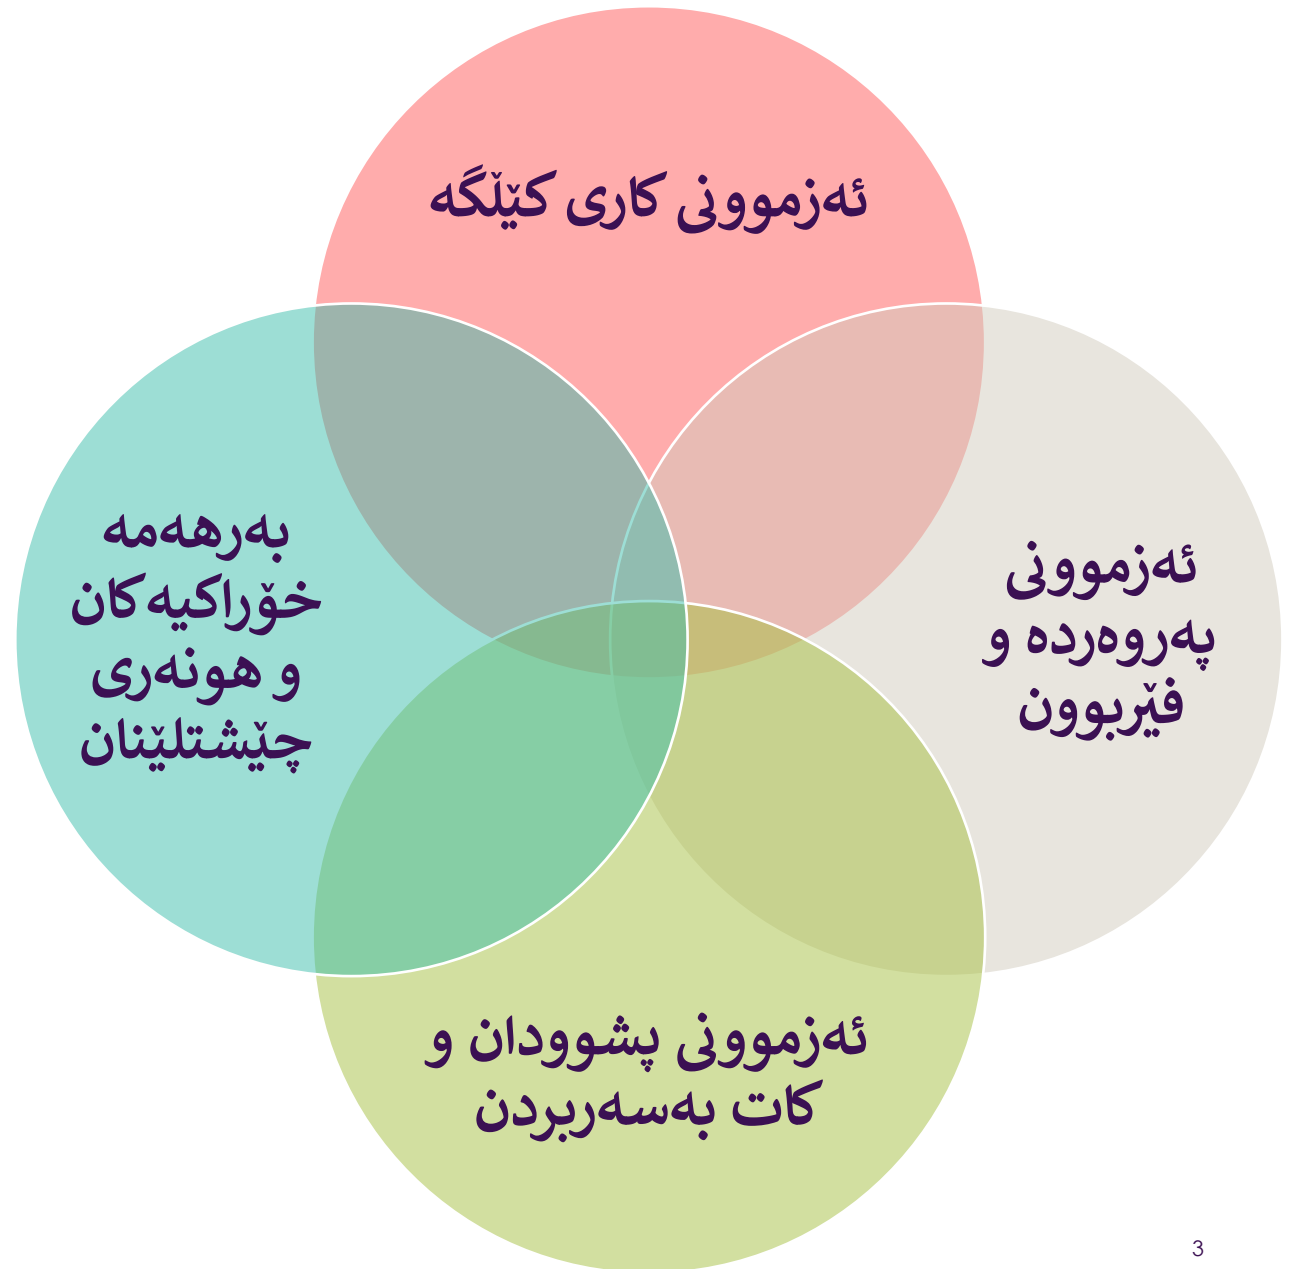 ئەزموونی کاری کێڵگە
ئەزموونی
پەروەردە و
فێربوون
بەرهەمە
خۆراکیەکان
و هونەری
چێشتلێنان
ئەزموونی پشوودان و
کات بەسەربردن
3